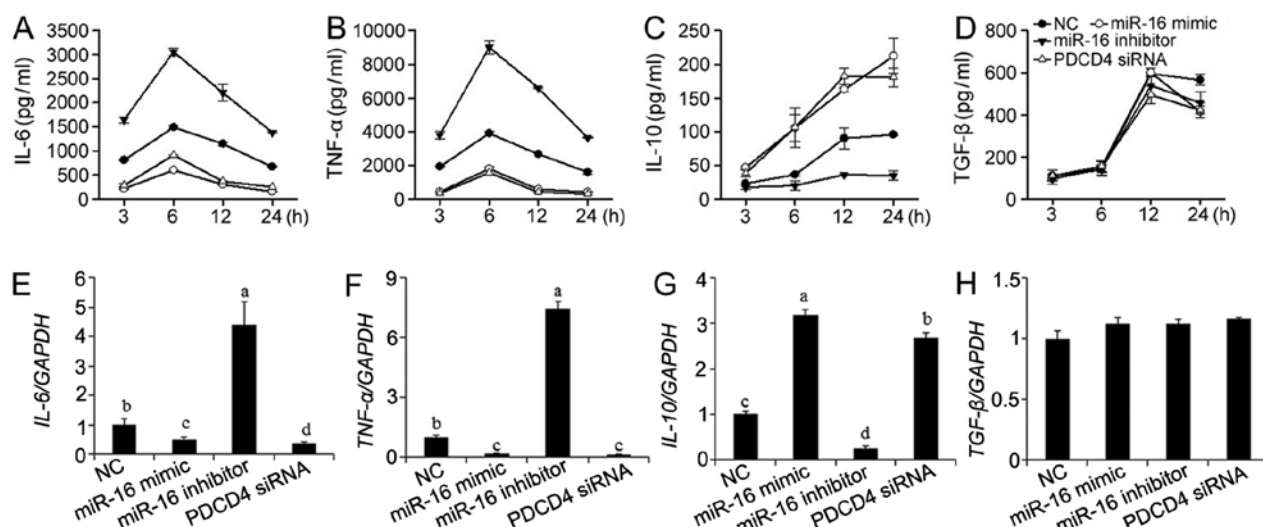 A
IL-6 (pg/ml)
3500
3000
2500
2000
1500
1000
500
0
3 6 12 24 (h)
B
TNF-α (pg/ml)
10000
8000
6000
4000
2000
0
3 6 12 24 (h)
C
IL-10 (pg/ml)
250
200
150
100
50
0
3 6 12 24 (h)
D
NC miR-16 mimic
miR-16 inhibitor
PDCD4 siRNA
TGF-β (pg/ml)
800
600
400
200
0
3 6 12 24 (h)
E
IL-6/GAPDH
6
5
4
3
2
1
0
b c a d
NC
miR-16 mimic
miR-16 inhibitor
PDCD4 siRNA
F
TNF-α/GAPDH
9
6
3
0
b c a c
NC
miR-16 mimic
miR-16 inhibitor
PDCD4 siRNA
G
IL-10/GAPDH
4
3
2
1
0
c a d b
NC
miR-16 mimic
miR-16 inhibitor
PDCD4 siRNA
H
TGF-β/GAPDH
1.5
1
0.5
0
NC
miR-16 mimic
miR-16 inhibitor
PDCD4 siRNA